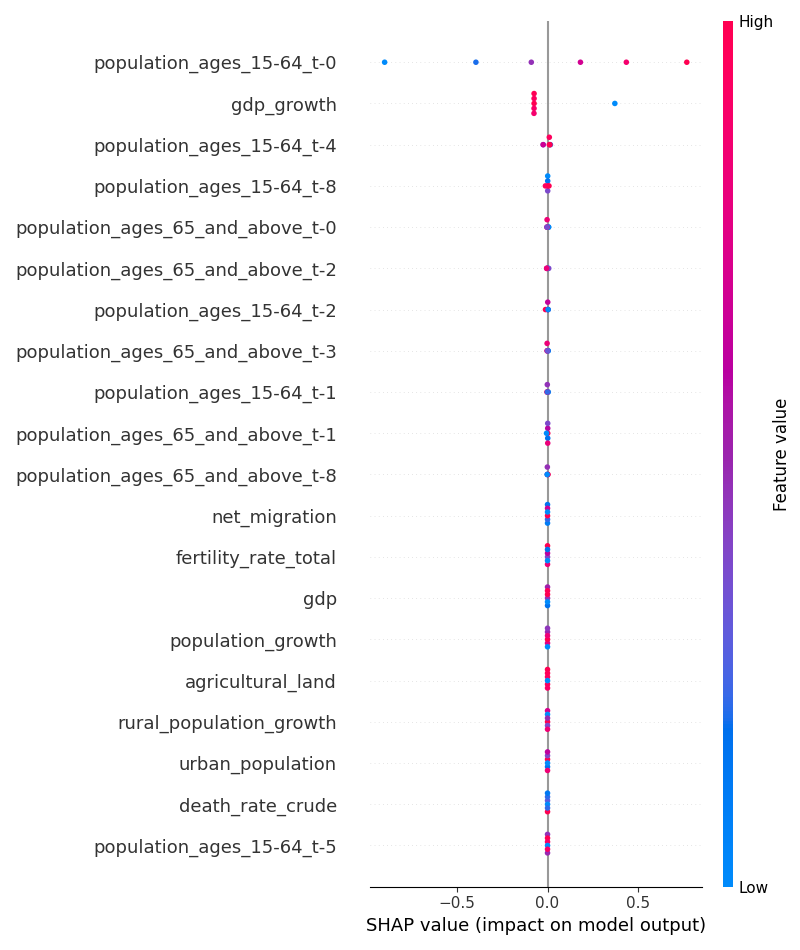 High
population_ages_15-64_t-0
gdp_growth
population_ages_15-64_t-4
population_ages_15-64_t-8
population_ages_65_and_above_t-0
population_ages_65_and_above_t-2
population_ages_15-64_t-2
population_ages_65_and_above_t-3
population_ages_15-64_t-1
population_ages_65_and_above_t-1
population_ages_65_and_above_t-8
net_migration
fertility_rate_total
gdp
population_growth
agricultural_land
rural_population_growth
urban_population
death_rate_crude
population_ages_15-64_t-5
Feature value
Low
−0.5 0.0 0.5
SHAP value (impact on model output)